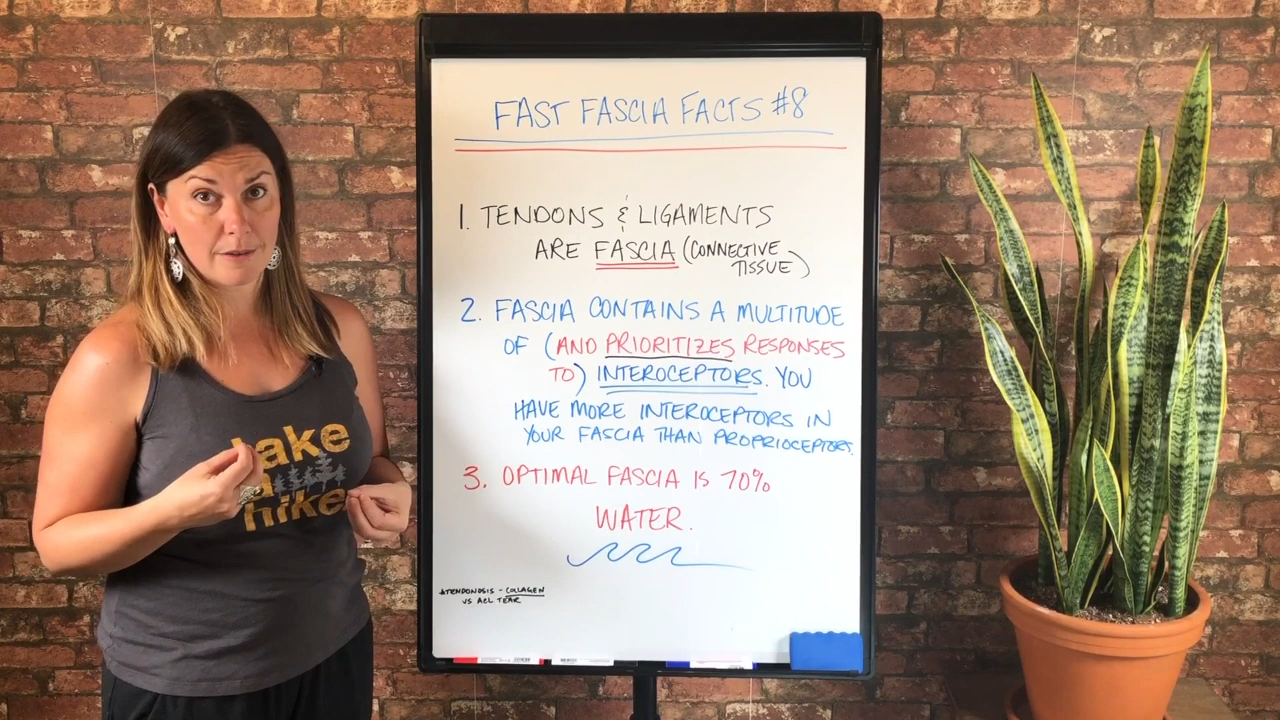 FAST FASCIA FACTS #8
1. TENDONS & LIGAMENTS
ARE FASCIA (CONNECTIVE
TISSUE)
2. FASCIA CONTAINS A MULTITUDE
OF (AND PRIORITIZES RESPONSES
TO) INTEROCEPTORS. YOU
HAVE MORE INTEROCEPTORS IN
YOUR FASCIA THAN PROPRIOCEPTORS.
3. OPTIMAL FASCIA IS 70%
WATER.
*TENDONOSIS - COLLAGEN
VS ACL TEAR
take
a
hike